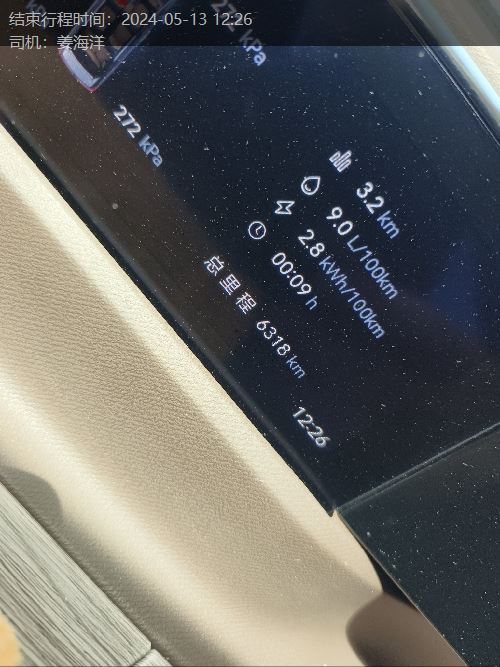 结束行程时间：2024-05-13 12:26
司机：姜海洋
272 kPa
272 kPa
3.2 km
9.0 L/100km
2.8 kWh/100km
00:09 h
总里程 6318 km
12:26